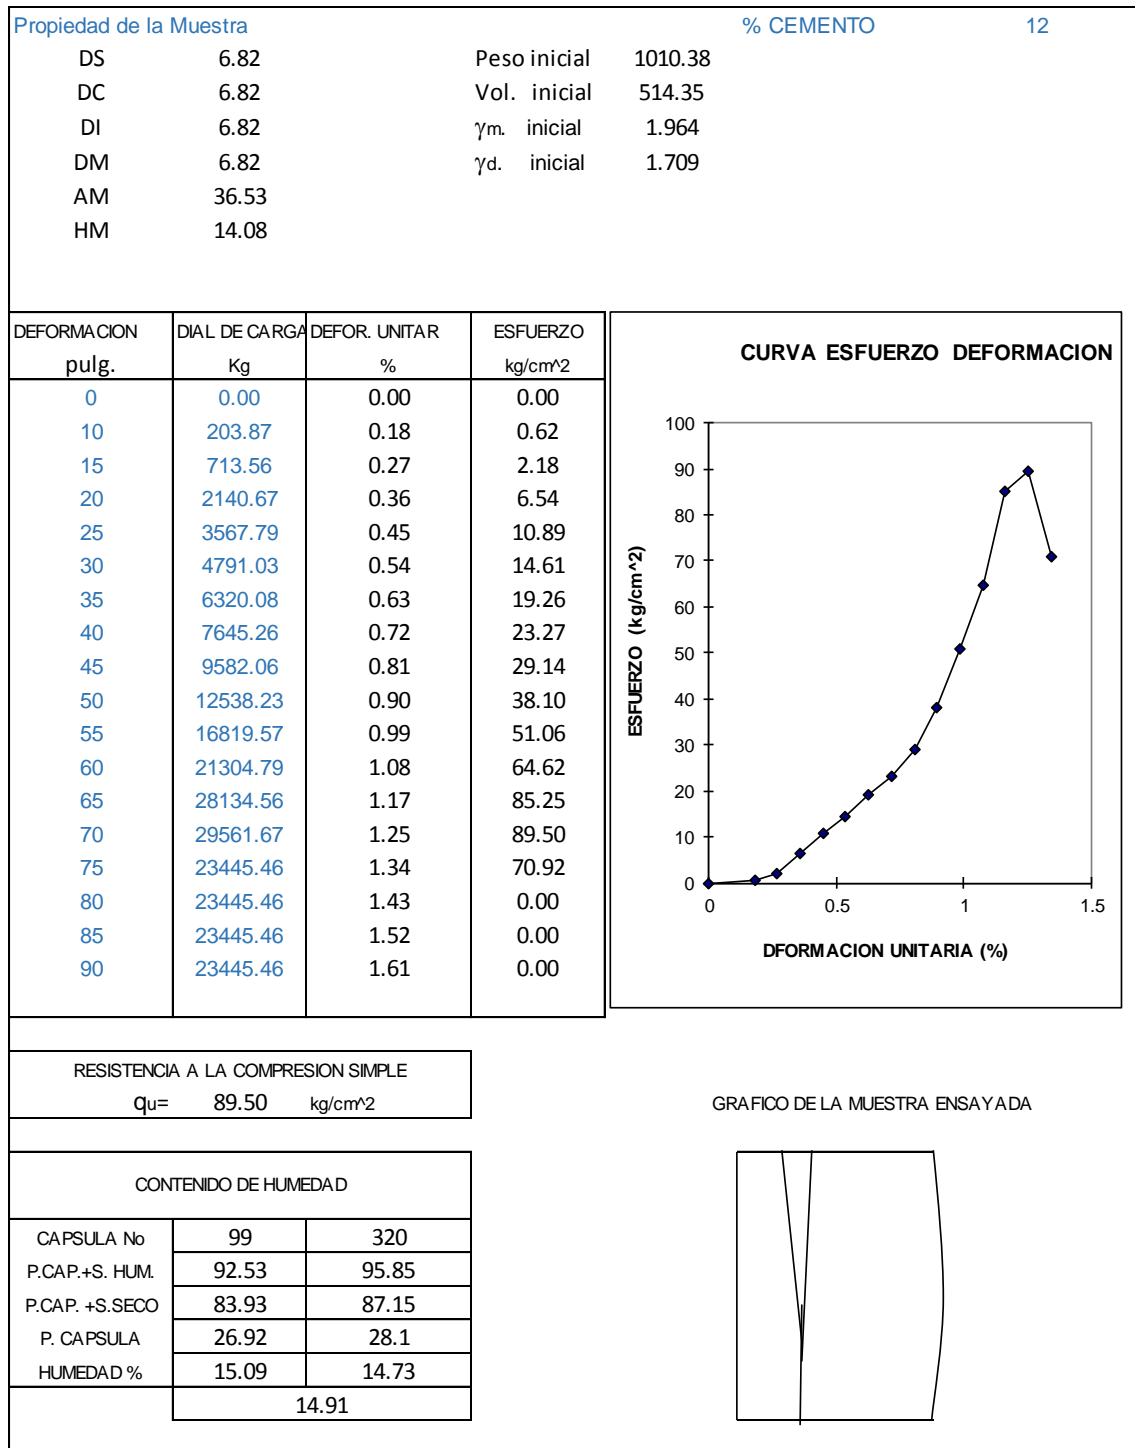 Propiedad de la Muestra % CEMENTO 12
DS 6.82 Peso inicial 1010.38
DC 6.82 Vol. inicial 514.35
DI 6.82 γm. inicial 1.964
DM 6.82 γd. inicial 1.709
AM 36.53
HM 14.08
DEFORMACION DIAL DE CARGA DEFOR. UNITAR ESFUERZO
pulg. Kg % kg/cm^2
0 0.00 0.00 0.00
10 203.87 0.18 0.62
15 713.56 0.27 2.18
20 2140.67 0.36 6.54
25 3567.79 0.45 10.89
30 4791.03 0.54 14.61
35 6320.08 0.63 19.26
40 7645.26 0.72 23.27
45 9582.06 0.81 29.14
50 12538.23 0.90 38.10
55 16819.57 0.99 51.06
60 21304.79 1.08 64.62
65 28134.56 1.17 85.25
70 29561.67 1.25 89.50
75 23445.46 1.34 70.92
80 23445.46 1.43 0.00
85 23445.46 1.52 0.00
90 23445.46 1.61 0.00
CURVA ESFUERZO DEFORMACION
100
90
80
70
60
50
40
30
20
10
0
ESFUERZO (kg/cm^2)
0 0.5 1 1.5
DFORMACION UNITARIA (%)
RESISTENCIA A LA COMPRESION SIMPLE
qu= 89.50 kg/cm^2
GRAFICO DE LA MUESTRA ENSAYADA
CONTENIDO DE HUMEDAD
CAPSULA No 99 320
P.CAP.+S. HUM. 92.53 95.85
P.CAP. +S.SECO 83.93 87.15
P. CAPSULA 26.92 28.1
HUMEDAD % 15.09 14.73
14.91